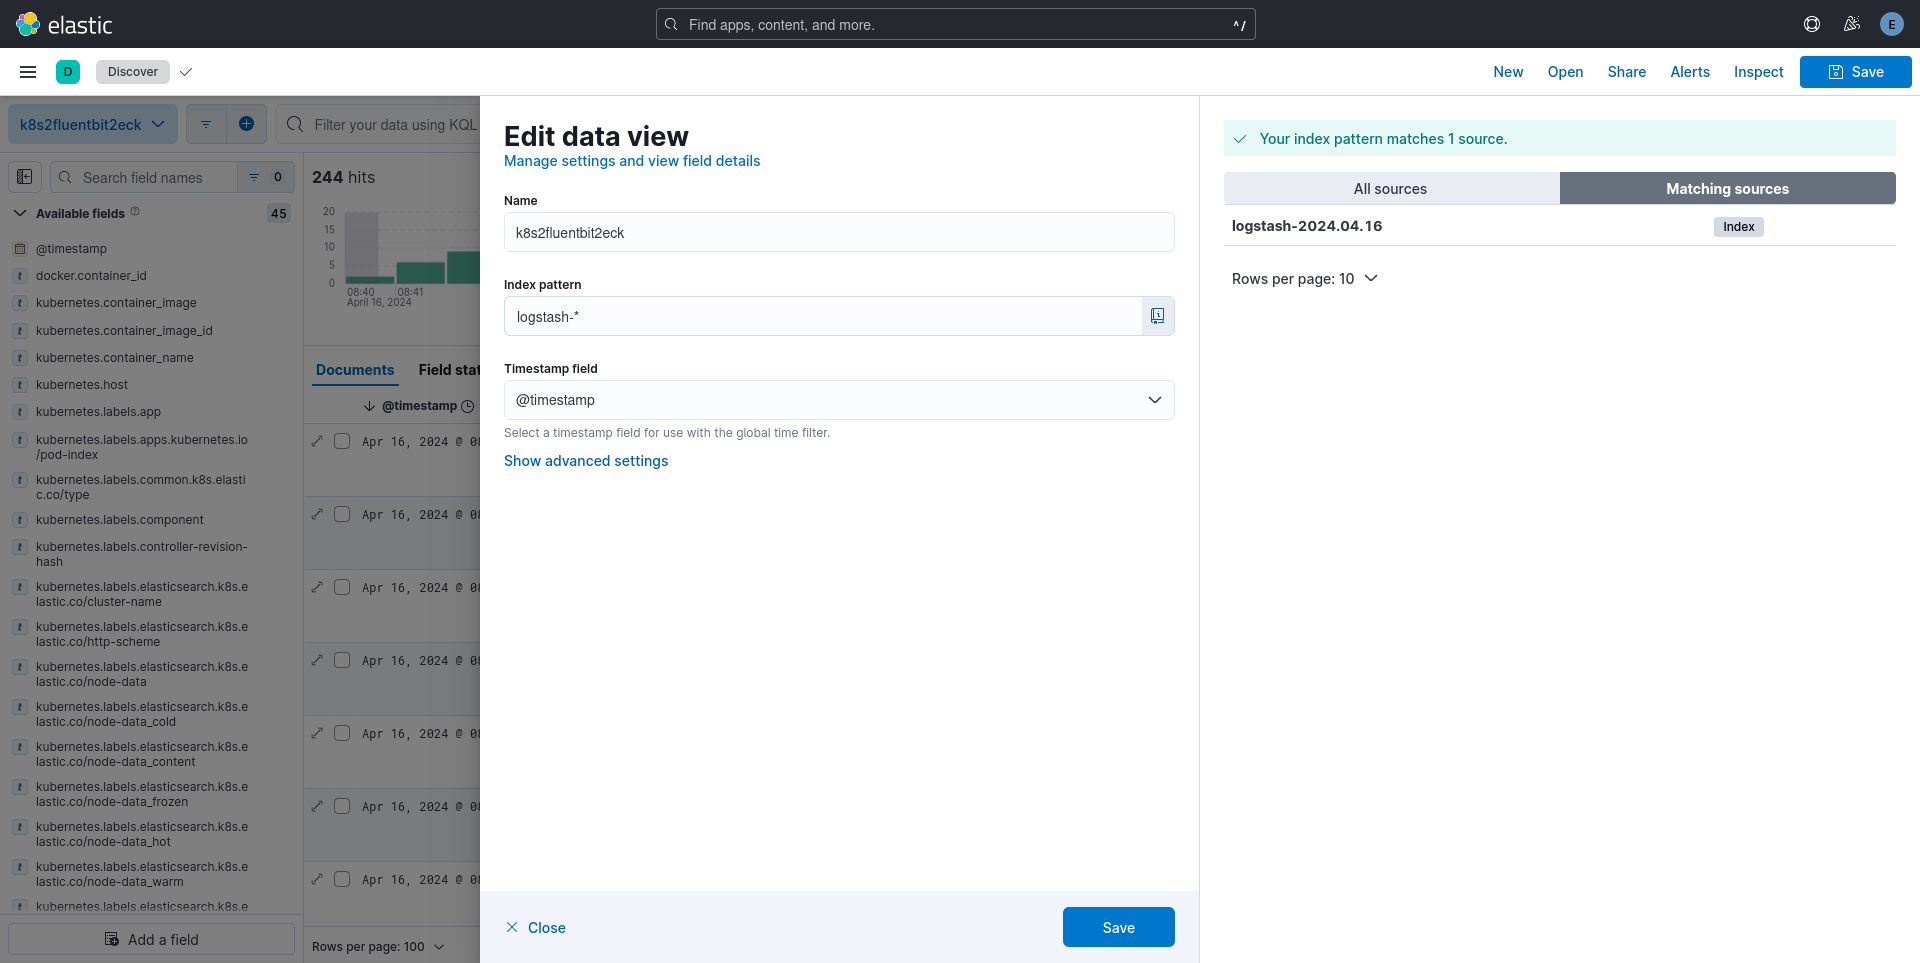 elastic
Find apps, content, and more.
^/
E
D
Discover
New
Open
Share
Alerts
Inspect
Save
k8s2fluentbit2eck
Filter your data using KQL
Search field names
0
Available fields
45
@timestamp
docker.container_id
kubernetes.container_image
kubernetes.container_image_id
kubernetes.container_name
kubernetes.host
kubernetes.labels.app
kubernetes.labels.apps.kubernetes.io
/pod-index
kubernetes.labels.common.k8s.elasti
c.co/type
kubernetes.labels.component
kubernetes.labels.controller-revision-
hash
kubernetes.labels.elasticsearch.k8s.e
lastic.co/cluster-name
kubernetes.labels.elasticsearch.k8s.e
lastic.co/http-scheme
kubernetes.labels.elasticsearch.k8s.e
lastic.co/node-data
kubernetes.labels.elasticsearch.k8s.e
lastic.co/node-data_cold
kubernetes.labels.elasticsearch.k8s.e
lastic.co/node-data_content
kubernetes.labels.elasticsearch.k8s.e
lastic.co/node-data_frozen
kubernetes.labels.elasticsearch.k8s.e
lastic.co/node-data_hot
kubernetes.labels.elasticsearch.k8s.e
lastic.co/node-data_warm
kubernetes.labels.elasticsearch.k8s.e
Add a field
244 hits
20
15
10
5
0
08:40
08:41
April 16, 2024
Documents
Field stat
@timestamp
Apr 16, 2024 @ 08
Apr 16, 2024 @ 08
Apr 16, 2024 @ 08
Apr 16, 2024 @ 08
Apr 16, 2024 @ 08
Apr 16, 2024 @ 08
Apr 16, 2024 @ 08
Rows per page: 100
Edit data view
Manage settings and view field details
Name
k8s2fluentbit2eck
Index pattern
logstash-*
Timestamp field
@timestamp
Select a timestamp field for use with the global time filter.
Show advanced settings
Close
Save
Your index pattern matches 1 source.
All sources
Matching sources
logstash-2024.04.16
Index
Rows per page: 10